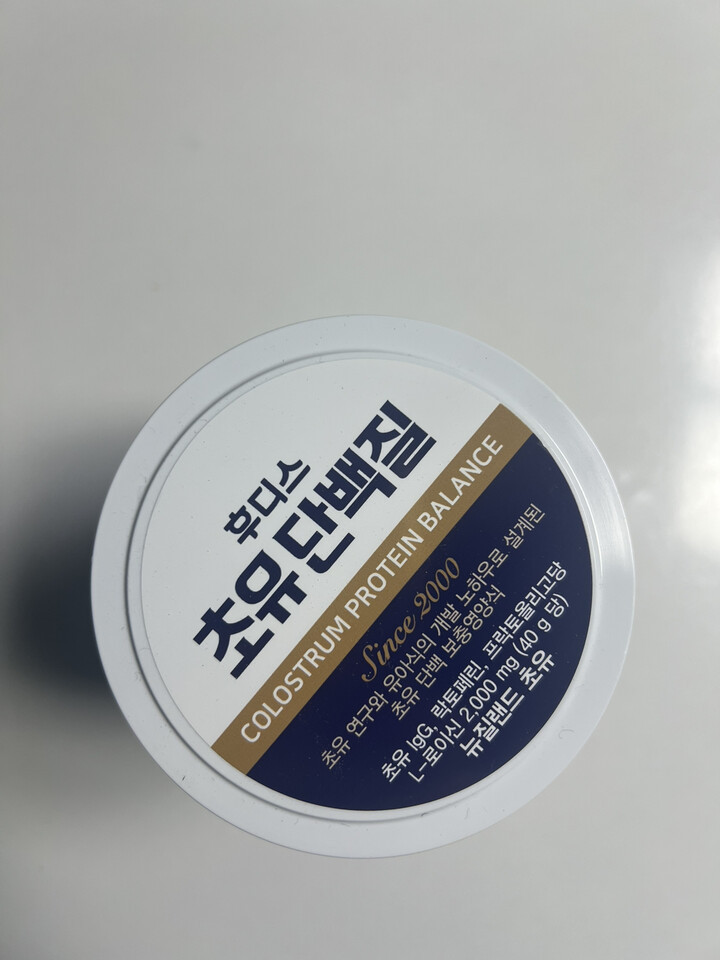 후디스
초유단백질
COLOSTRUM PROTEIN BALANCE
Since 2000
초유 연구와 유아식의 개발 노하우로 설계된
초유 단백 보충영양식
초유 IgG, 락토페린, 프락토올리고당
L-로이신 2,000 mg (40 g 당)
뉴질랜드 초유